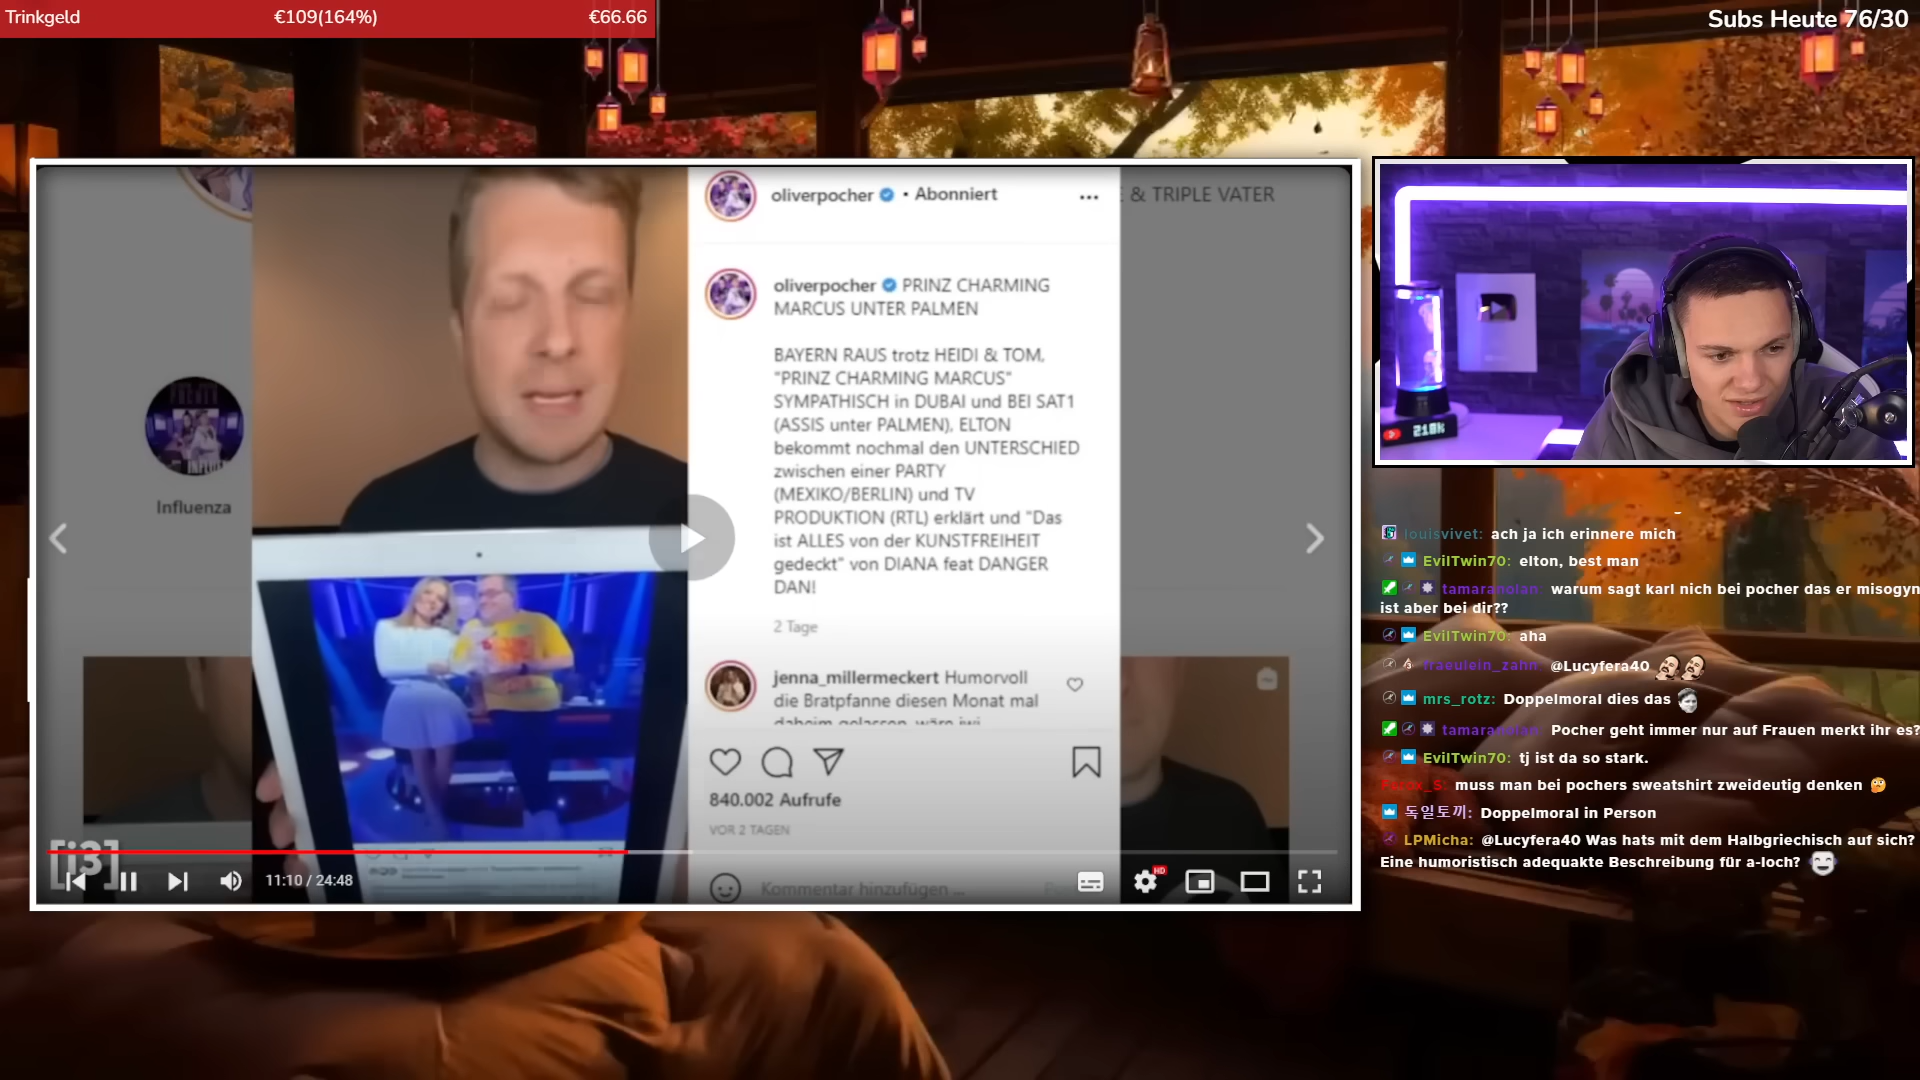 Trinkgeld €109(164%) €66.66
Subs Heute 76/30
oliverpocher • Abonniert
& TRIPLE VATER
oliverpocher PRINZ CHARMING
MARCUS UNTER PALMEN
BAYERN RAUS trotz HEIDI & TOM,
"PRINZ CHARMING MARCUS"
SYMPATHISCH in DUBAI und BEI SAT1
(ASSIS unter PALMEN), ELTON
bekommt nochmal den UNTERSCHIED
zwischen einer PARTY
(MEXIKO/BERLIN) und TV
PRODUKTION (RTL) erklärt und "Das
ist ALLES von der KUNSTFREIHEIT
gedeckt" von DIANA feat DANGER
DAN!
2 Tage
jenna_millermeckert Humorvoll
die Bratpfanne diesen Monat mal
daheim gelassen, wäre
840.002 Aufrufe
VOR 2 TAGEN
Kommentar hinzufügen ...
Influenza
[i3]
11:10 / 24:48
HD
218k
louisvivet: ach ja ich erinnere mich
EvilTwin70: elton, best man
tamaranolan: warum sagt karl nich bei pocher das er misogyn
ist aber bei dir??
EvilTwin70: aha
fraeulein_zahn: @Lucyfera40
mrs_rotz: Doppelmoral dies das
tamaranolan: Pocher geht immer nur auf Frauen merkt ihr es?
EvilTwin70: tj ist da so stark.
muss man bei pochers sweatshirt zweideutig denken 🤔
독일토끼: Doppelmoral in Person
LPMicha: @Lucyfera40 Was hats mit dem Halbgriechisch auf sich?
Eine humoristisch adequakte Beschreibung für a-loch?